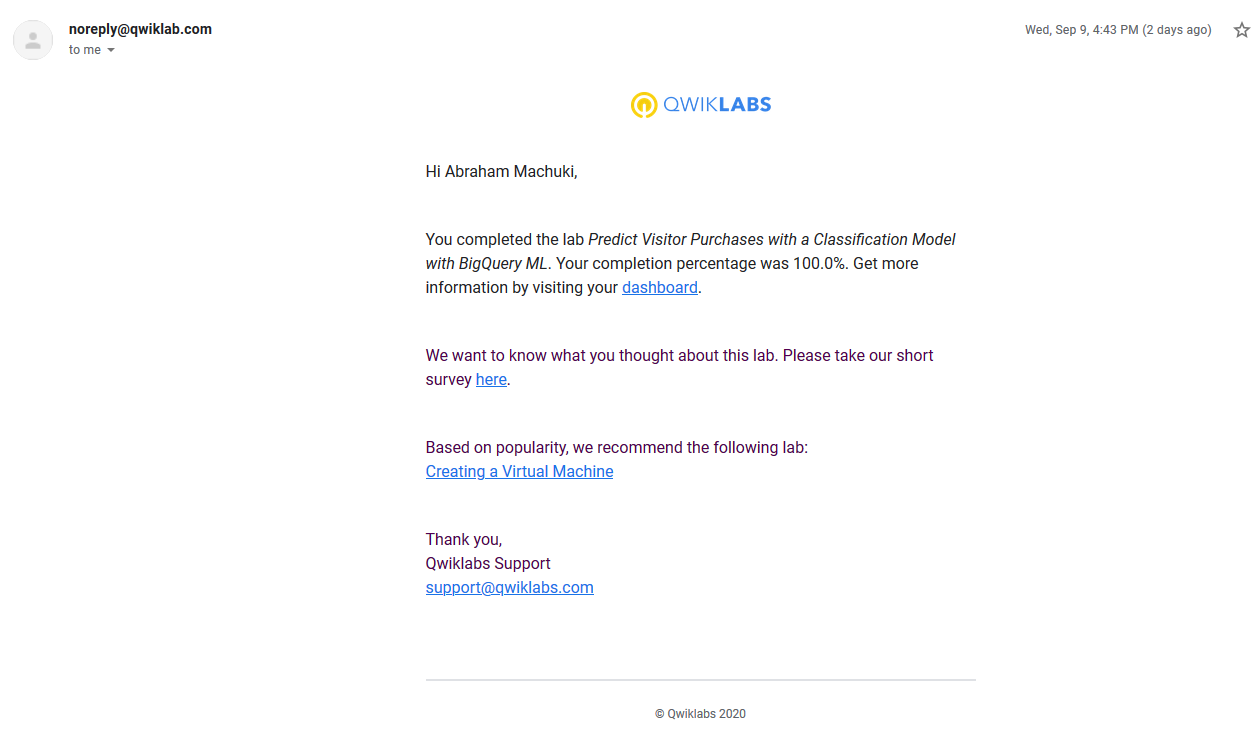 noreply@qwiklab.com
Wed, Sep 9, 4:43 PM (2 days ago)
to me
QWIKLABS
Hi Abraham Machuki,
You completed the lab Predict Visitor Purchases with a Classification Model
with BigQuery ML. Your completion percentage was 100.0%. Get more
information by visiting your dashboard.
We want to know what you thought about this lab. Please take our short
survey here.
Based on popularity, we recommend the following lab:
Creating a Virtual Machine
Thank you,
Qwiklabs Support
support@qwiklabs.com
© Qwiklabs 2020